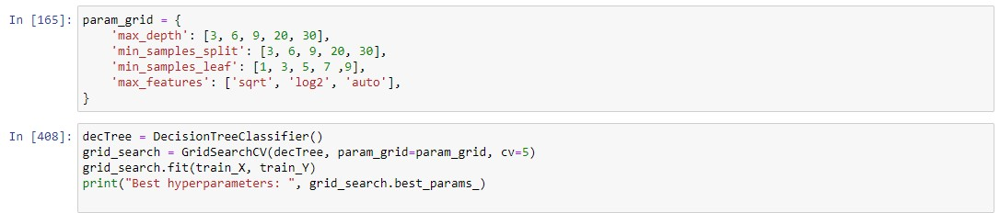 In [165]: param_grid = {
    'max_depth': [3, 6, 9, 20, 30],
    'min_samples_split': [3, 6, 9, 20, 30],
    'min_samples_leaf': [1, 3, 5, 7 ,9],
    'max_features': ['sqrt', 'log2', 'auto'],
}
In [408]: decTree = DecisionTreeClassifier()
grid_search = GridSearchCV(decTree, param_grid=param_grid, cv=5)
grid_search.fit(train_X, train_Y)
print("Best hyperparameters: ", grid_search.best_params_)